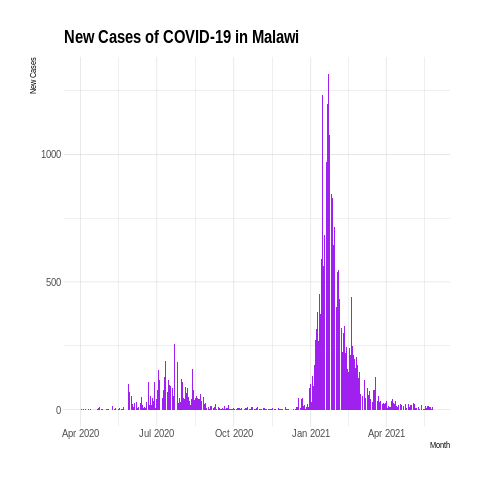 New Cases of COVID-19 in Malawi
New Cases
1000
500
0
Apr 2020 Jul 2020 Oct 2020 Jan 2021 Apr 2021
Month